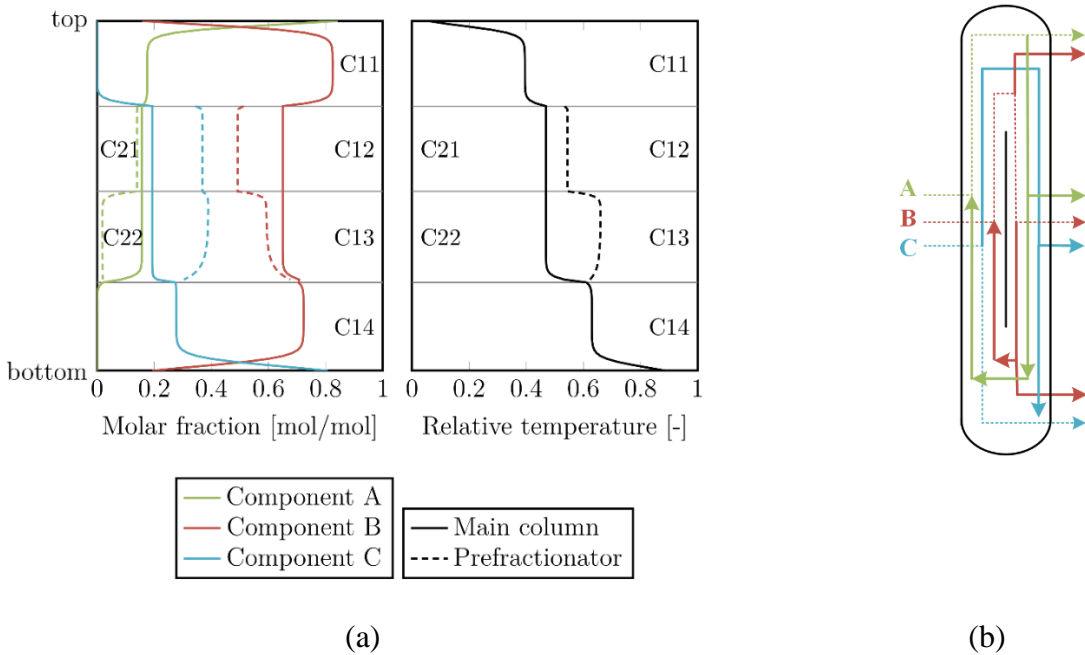 top
C11
C11
C21
C12
C21
C12
C22
C13
C22
C13
C14
C14
bottom
0 0.2 0.4 0.6 0.8 1
0 0.2 0.4 0.6 0.8 1
Molar fraction [mol/mol]
Relative temperature [-]
Component A
Component B
Component C
Main column
Prefractionator
(a)
A
B
C
(b)